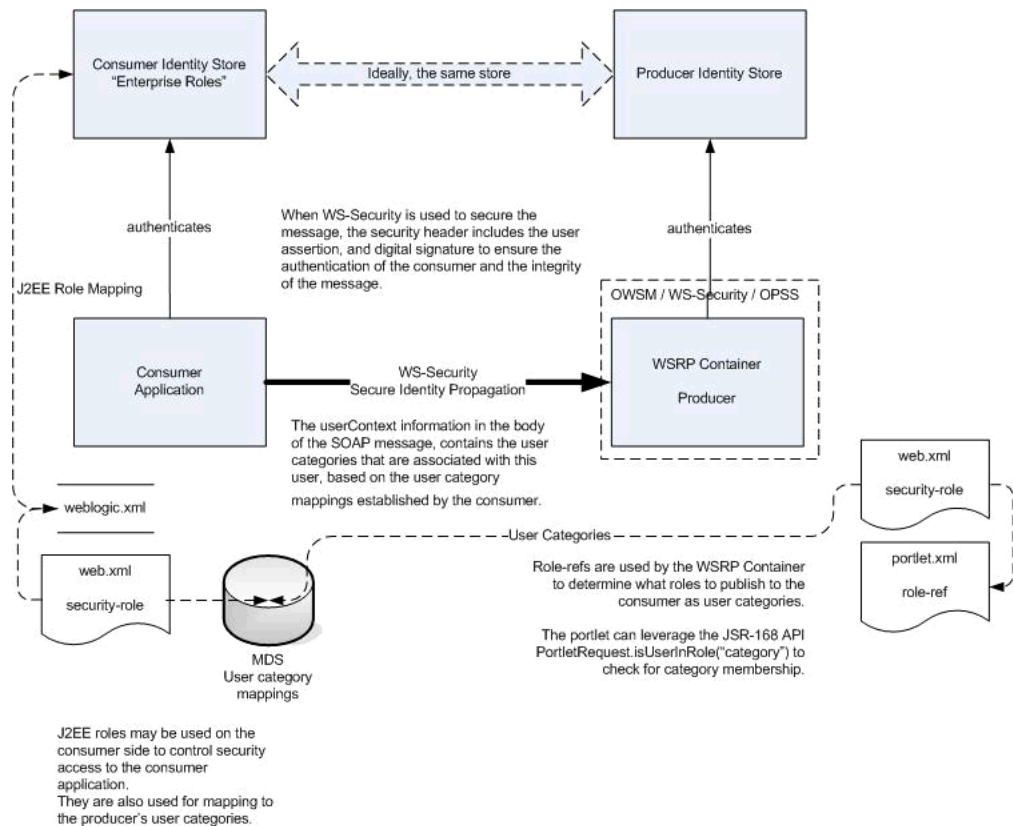 Consumer Identity Store
“Enterprise Roles”
Ideally, the same store
Producer Identity Store
authenticates
When WS-Security is used to secure the
message, the security header includes the user
assertion, and digital signature to ensure the
authentication of the consumer and the integrity
of the message.
authenticates
J2EE Role Mapping
OWSM / WS-Security / OPSS
Consumer
Application
WS-Security
Secure Identity Propagation
WSRP Container
Producer
The userContext information in the body
of the SOAP message, contains the user
categories that are associated with this
user, based on the user category
mappings established by the consumer.
web.xml
security-role
weblogic.xml
User Categories
web.xml
security-role
Role-refs are used by the WSRP Container
to determine what roles to publish to the
consumer as user categories.
portlet.xml
role-ref
The portlet can leverage the JSR-168 API
PortletRequest.isUserInRole(“category”) to
check for category membership.
MDS
User category
mappings
J2EE roles may be used on the
consumer side to control security
access to the consumer
application.
They are also used for mapping to
the producer’s user categories.